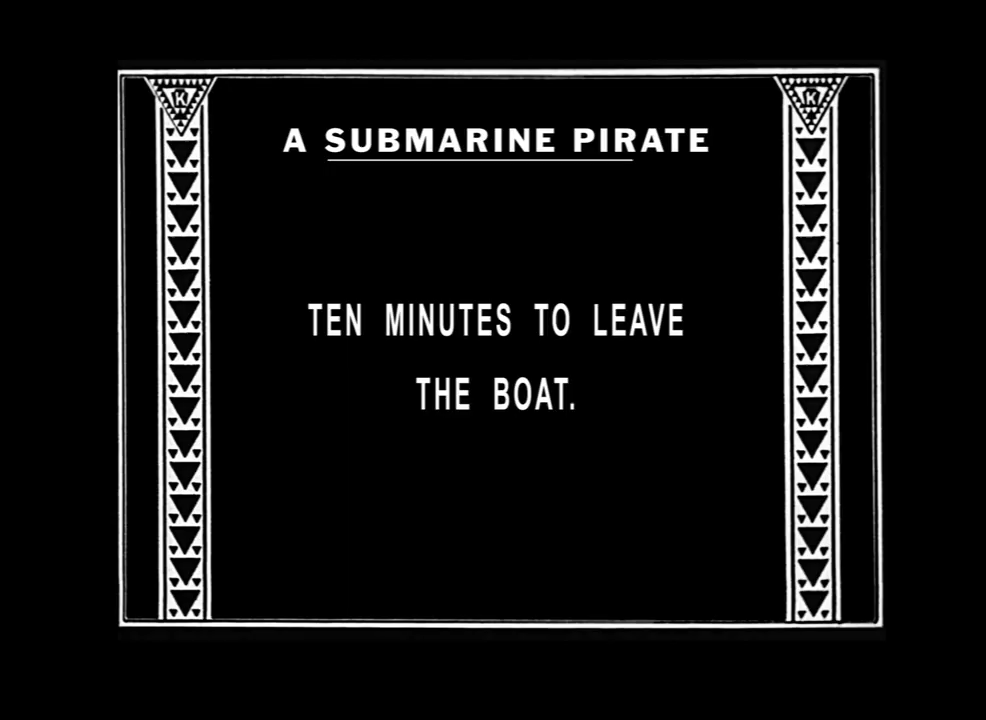 K K
A SUBMARINE PIRATE
TEN MINUTES TO LEAVE
THE BOAT.